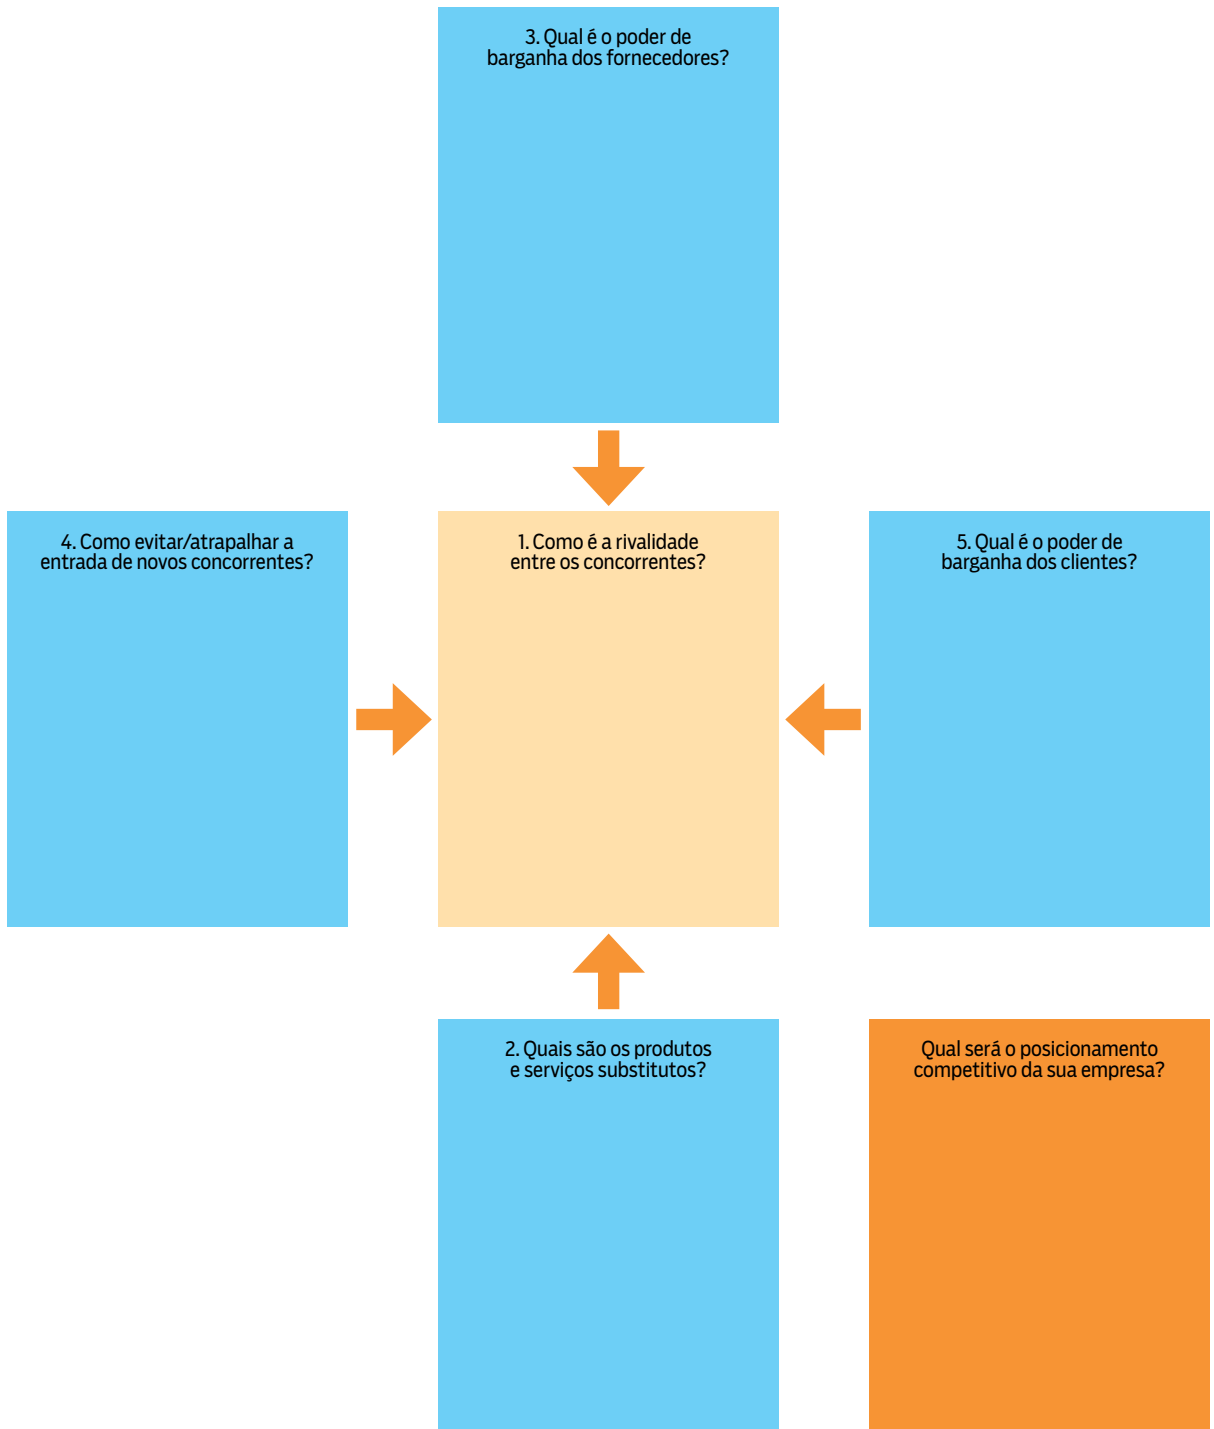 3. Qual é o poder de
barganha dos fornecedores?
4. Como evitar/atrapalhar a
entrada de novos concorrentes?
1. Como é a rivalidade
entre os concorrentes?
5. Qual é o poder de
barganha dos clientes?
2. Quais são os produtos
e serviços substitutos?
Qual será o posicionamento
competitivo da sua empresa?